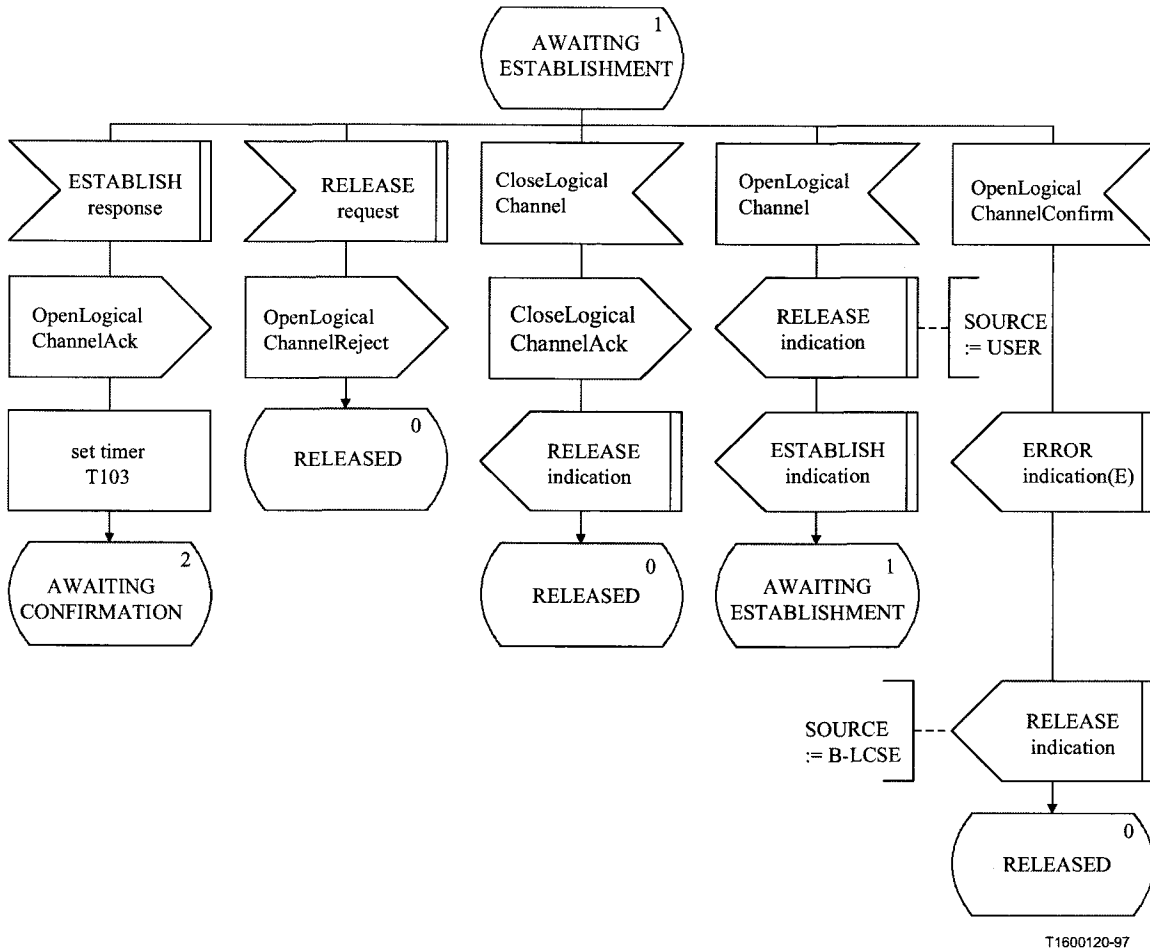 1
AWAITING
ESTABLISHMENT
ESTABLISH
response
RELEASE
request
CloseLogical
Channel
OpenLogical
Channel
OpenLogical
ChannelConfirm
OpenLogical
ChannelAck
OpenLogical
ChannelReject
CloseLogical
ChannelAck
RELEASE
indication
SOURCE
:= USER
set timer
T103
0
RELEASED
RELEASE
indication
ESTABLISH
indication
ERROR
indication(E)
2
AWAITING
CONFIRMATION
0
RELEASED
1
AWAITING
ESTABLISHMENT
SOURCE
:= B-LCSE
RELEASE
indication
0
RELEASED
T1600120-97